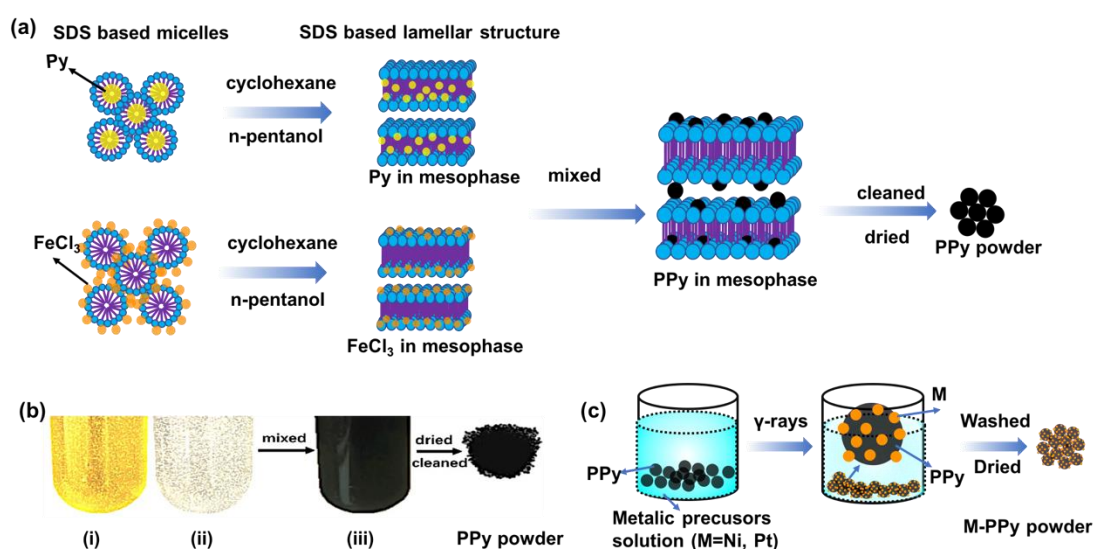 (a)
SDS based micelles
SDS based lamellar structure
Py
cyclohexane
n-pentanol
Py in mesophase
FeCl₃
cyclohexane
n-pentanol
FeCl₃ in mesophase
mixed
PPy in mesophase
cleaned
dried
PPy powder
(b)
mixed
dried
cleaned
(i)
(ii)
(iii)
PPy powder
(c)
PPy
Metalic precusors
solution (M=Ni, Pt)
γ-rays
M
PPy
Washed
Dried
M-PPy powder